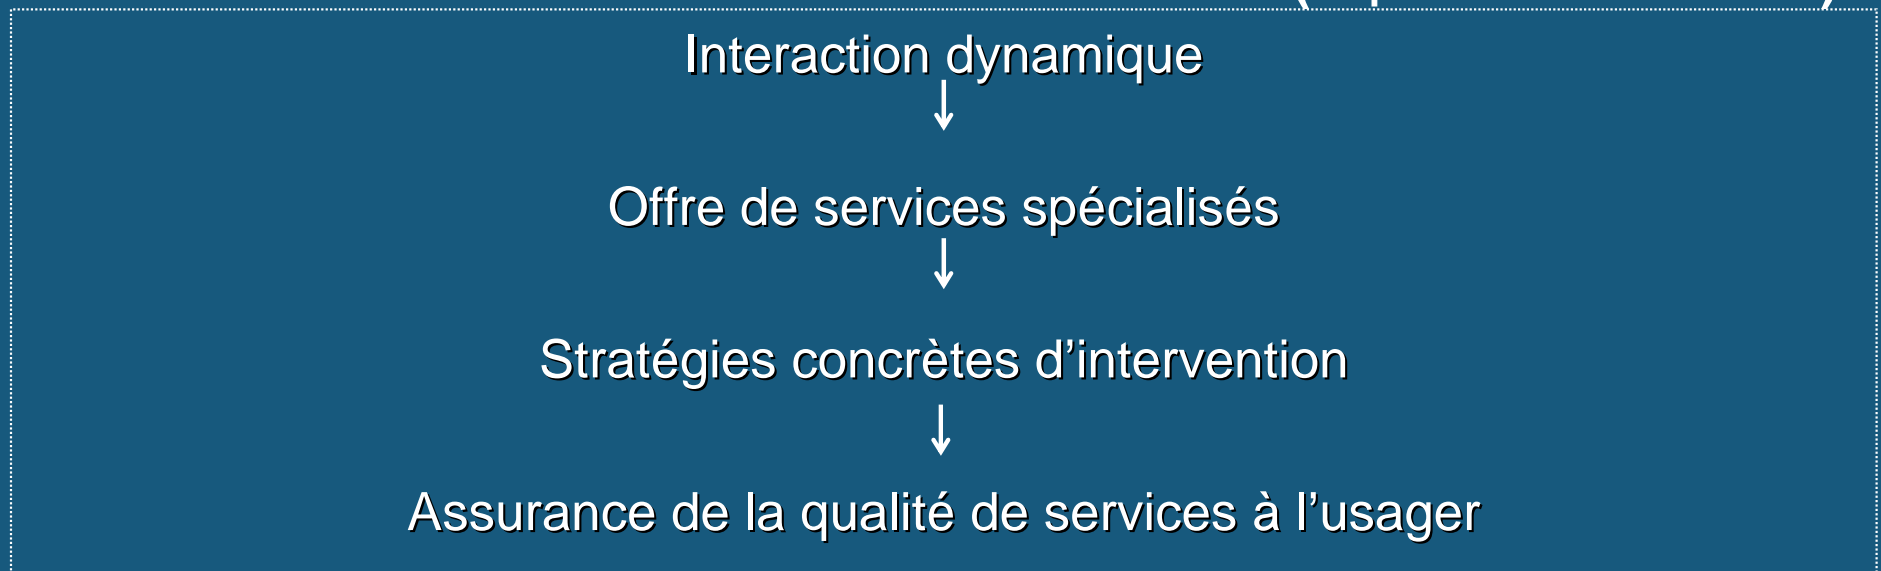 Interaction dynamique
Offre de services spécialisés
Stratégies concrètes d’intervention
Assurance de la qualité de services à l’usager